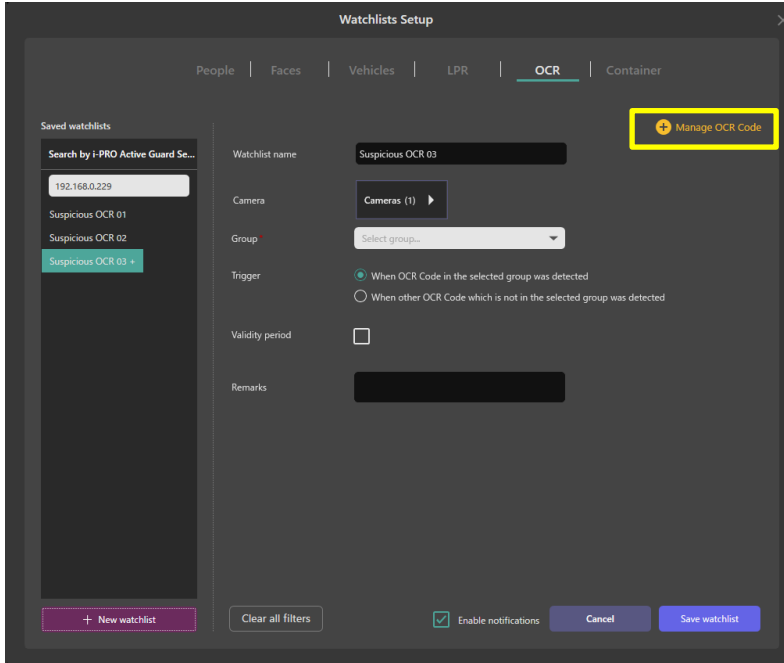 Watchlists Setup
People Faces Vehicles LPR OCR Container
Saved watchlists
Manage OCR Code
Search by i-PRO Active Guard Se...
192.168.0.229
Suspicious OCR 01
Suspicious OCR 02
Suspicious OCR 03 +
Watchlist name Suspicious OCR 03
Camera Cameras (1)
Group* Select group...
Trigger When OCR Code in the selected group was detected
When other OCR Code which is not in the selected group was detected
Validity period
Remarks
+ New watchlist Clear all filters Enable notifications Cancel Save watchlist